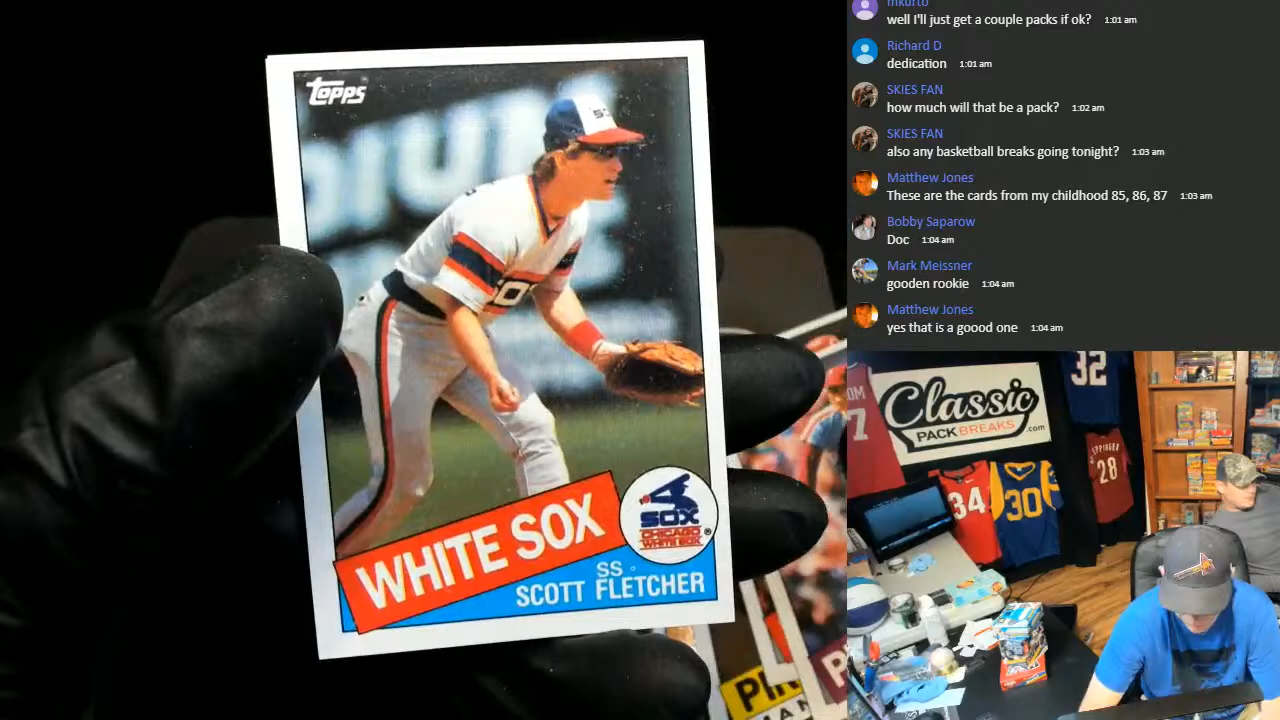 topps
WHITE SOX
SOX
CHICAGO
WHITE SOX
®
SS
SCOTT FLETCHER
mkurto
well I'll just get a couple packs if ok? 1:01 am
Richard D
dedication 1:01 am
SKIES FAN
how much will that be a pack? 1:02 am
SKIES FAN
also any basketball breaks going tonight? 1:03 am
Matthew Jones
These are the cards from my childhood 85, 86, 87 1:03 am
Bobby Saparow
Doc 1:04 am
Mark Meissner
gooden rookie 1:04 am
Matthew Jones
yes that is a goood one 1:04 am
Classic
PACK BREAKS.com
32
7
34
30
28